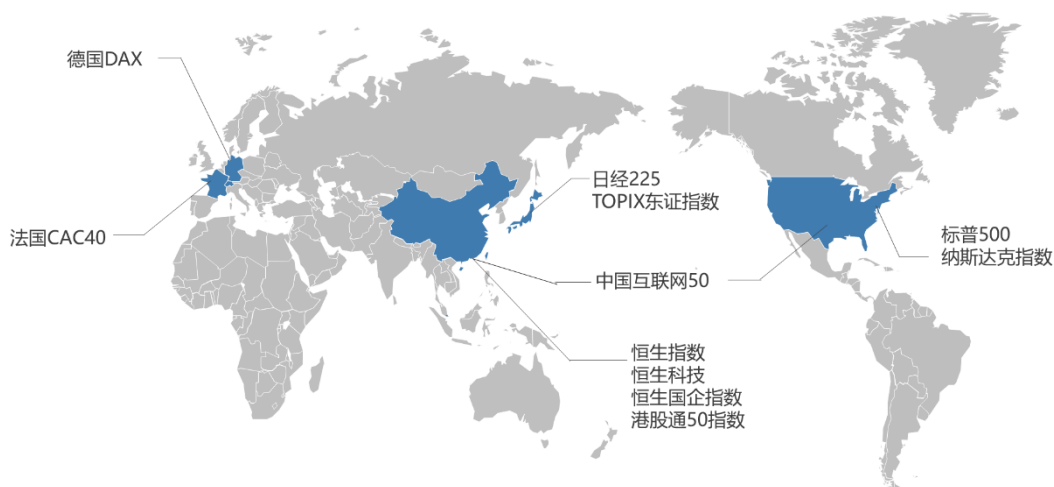 德国DAX
法国CAC40
日经225
TOPIX东证指数
中国互联网50
标普500
纳斯达克指数
恒生指数
恒生科技
恒生国企指数
港股通50指数